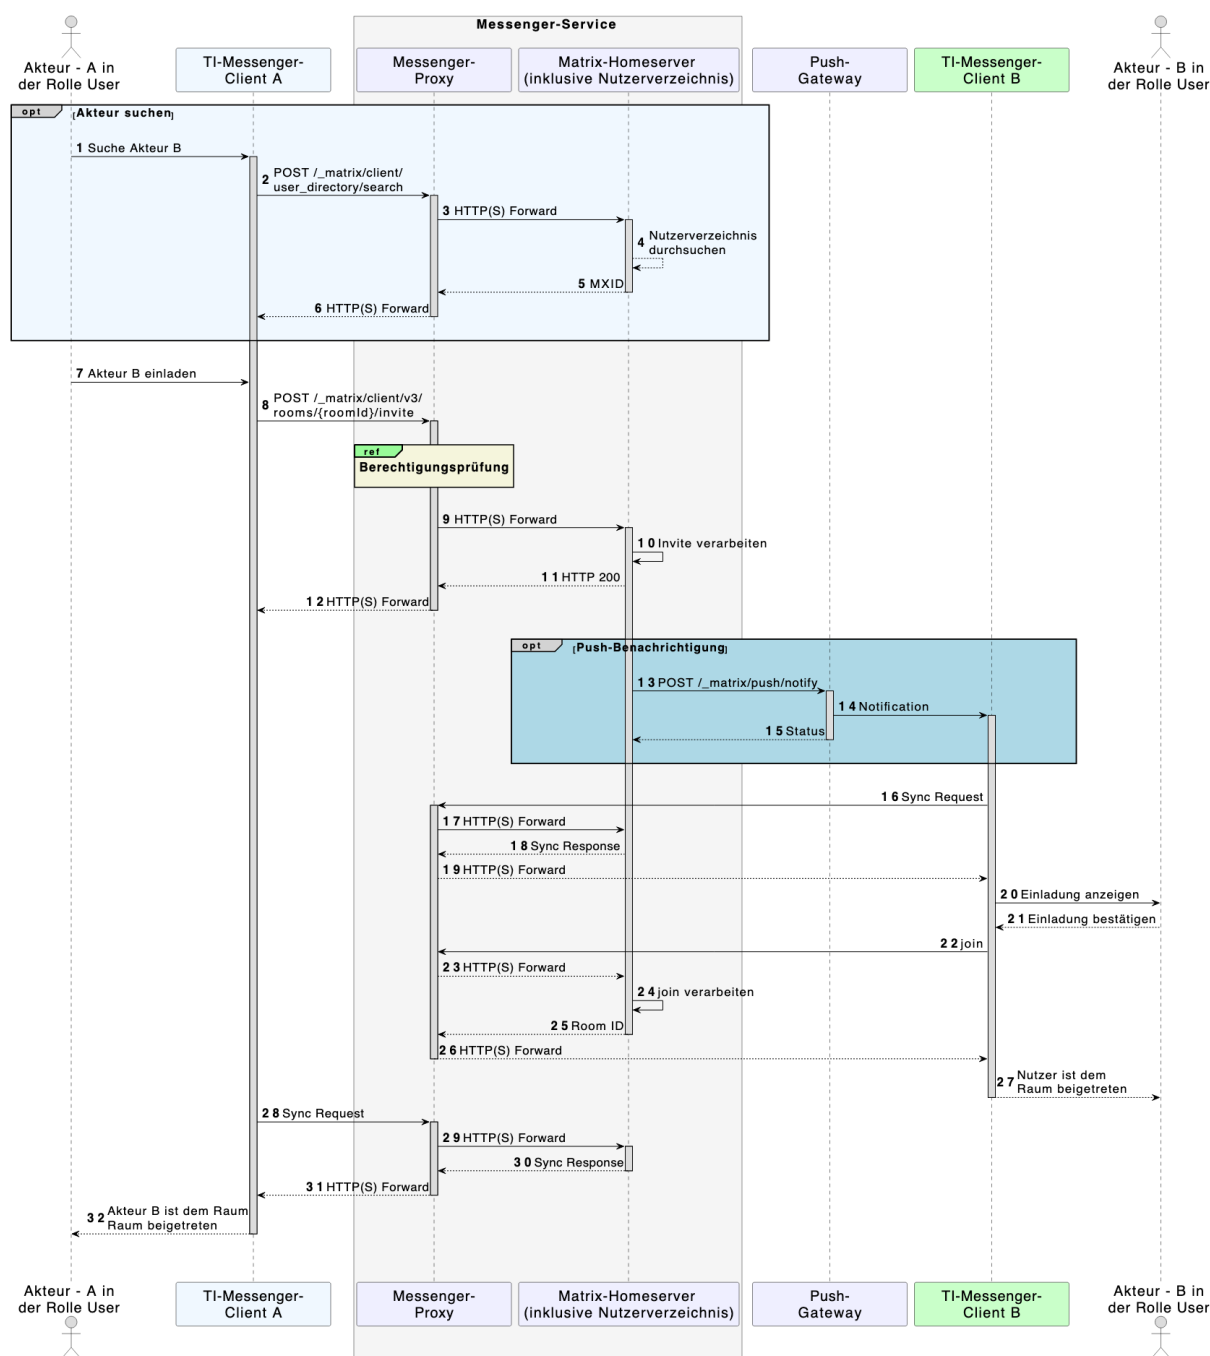 Messenger-Service
Akteur - A in
der Rolle User
TI-Messenger-
Client A
Messenger-
Proxy
Matrix-Homeserver
(inklusive Nutzerverzeichnis)
Push-
Gateway
TI-Messenger-
Client B
Akteur - B in
der Rolle User
opt [Akteur suchen]
1 Suche Akteur B
2 POST /_matrix/client/
user_directory/search
3 HTTP(S) Forward
4 Nutzerverzeichnis
durchsuchen
5 MXID
6 HTTP(S) Forward
7 Akteur B einladen
8 POST /_matrix/client/v3/
rooms/{roomId}/invite
ref
Berechtigungsprüfung
9 HTTP(S) Forward
10 Invite verarbeiten
11 HTTP 200
12 HTTP(S) Forward
opt [Push-Benachrichtigung]
13 POST /_matrix/push/notify
14 Notification
15 Status
16 Sync Request
17 HTTP(S) Forward
18 Sync Response
19 HTTP(S) Forward
20 Einladung anzeigen
21 Einladung bestätigen
22 join
23 HTTP(S) Forward
24 join verarbeiten
25 Room ID
26 HTTP(S) Forward
27 Nutzer ist dem
Raum beigetreten
28 Sync Request
29 HTTP(S) Forward
30 Sync Response
31 HTTP(S) Forward
32 Akteur B ist dem Raum
Raum beigetreten
Akteur - A in
der Rolle User
TI-Messenger-
Client A
Messenger-
Proxy
Matrix-Homeserver
(inklusive Nutzerverzeichnis)
Push-
Gateway
TI-Messenger-
Client B
Akteur - B in
der Rolle User